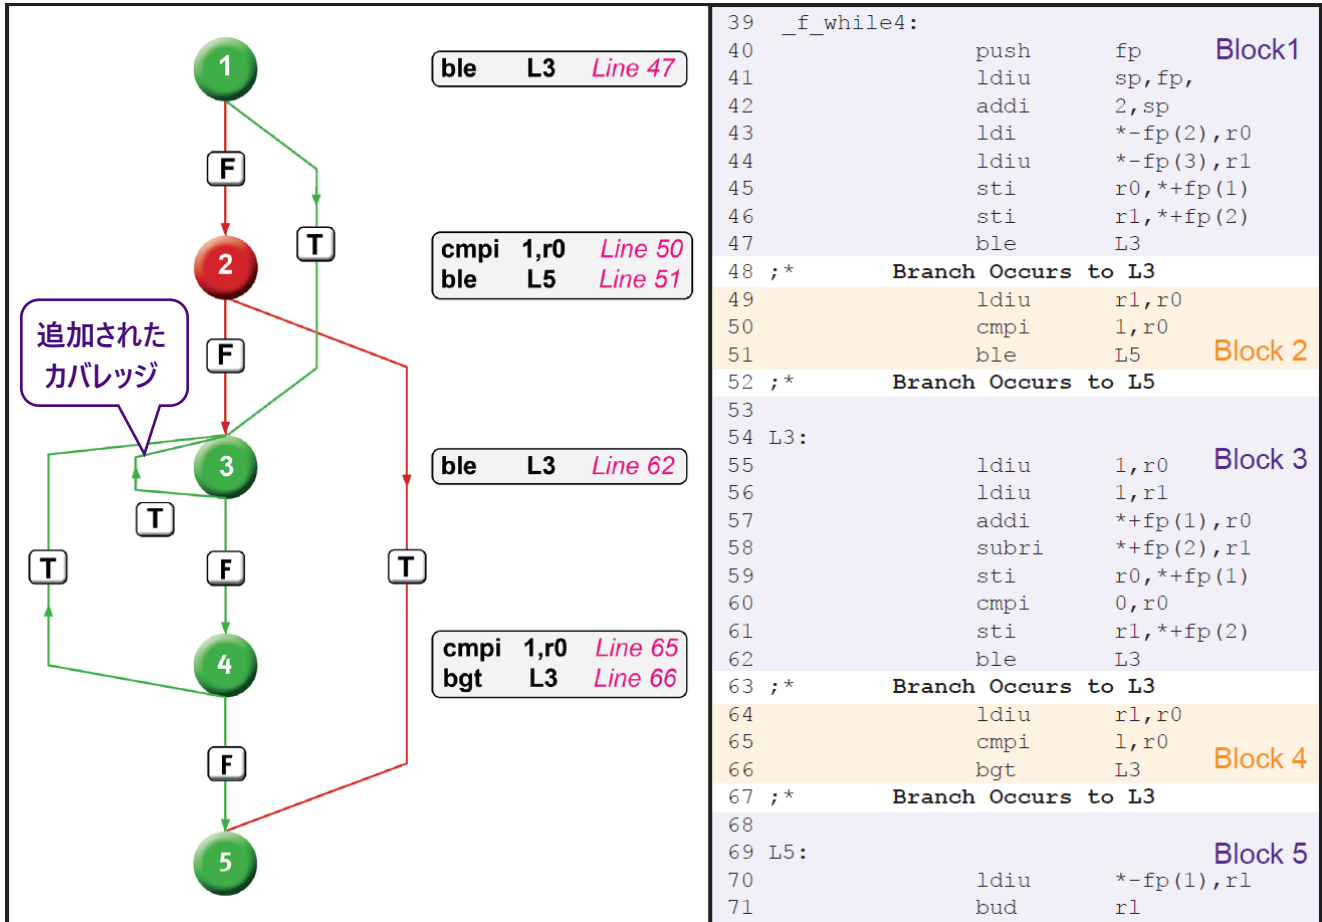 1
ble L3 Line 47
F
T
2
cmpi 1,r0 Line 50
ble L5 Line 51
追加された
カバレッジ
F
3
ble L3 Line 62
T
T
F
T
4
cmpi 1,r0 Line 65
bgt L3 Line 66
F
5
39 _f_while4:
40 push fp Block1
41 ldiu sp,fp,
42 addi 2,sp
43 ldi *-fp(2),r0
44 ldiu *-fp(3),r1
45 sti r0,*+fp(1)
46 sti r1,*+fp(2)
47 ble L3
48 ;* Branch Occurs to L3
49 ldiu r1,r0
50 cmpi 1,r0
51 ble L5 Block 2
52 ;* Branch Occurs to L5
53
54 L3:
55 ldiu 1,r0 Block 3
56 ldiu 1,r1
57 addi *+fp(1),r0
58 subri *+fp(2),r1
59 sti r0,*+fp(1)
60 cmpi 0,r0
61 sti r1,*+fp(2)
62 ble L3
63 ;* Branch Occurs to L3
64 ldiu rl,r0
65 cmpi l,r0
66 bgt L3 Block 4
67 ;* Branch Occurs to L3
68
69 L5: Block 5
70 ldiu *-fp(1),rl
71 bud rl